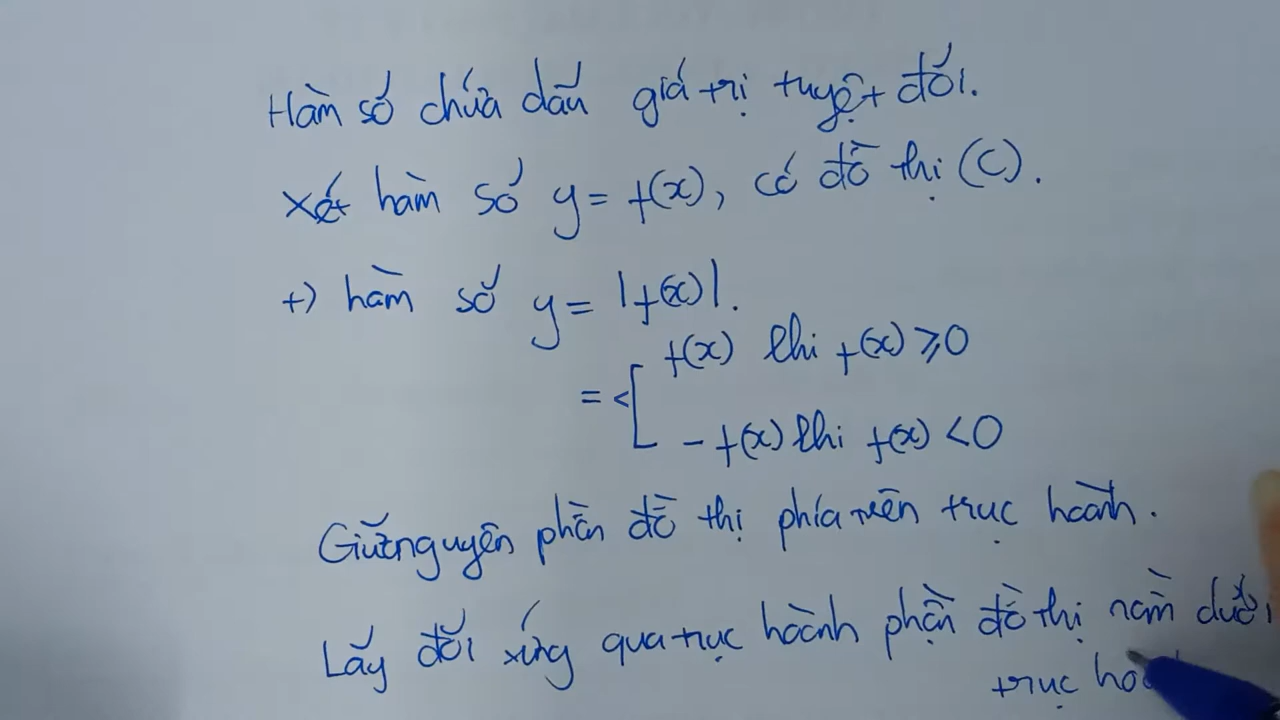 Hàm số chứa dấu giá trị tuyệt đối.
Xét hàm số y = f(x), có đồ thị (C).
+) hàm số y = |f(x)|.
f(x) khi f(x) ≥ 0
= <[
- f(x) khi f(x) < 0
Giữ nguyên phần đồ thị phía trên trục hoành.
Lấy đối xứng qua trục hoành phần đồ thị nằm dưới
trục